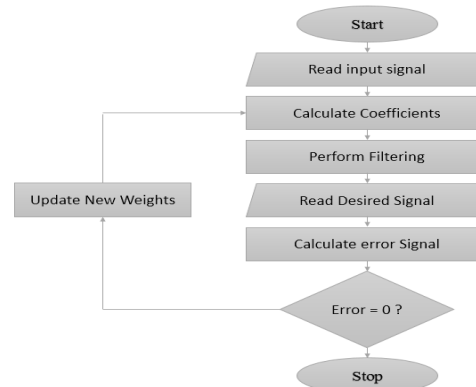 Start
Read input signal
Calculate Coefficients
Perform Filtering
Update New Weights
Read Desired Signal
Calculate error Signal
Error = 0 ?
Stop